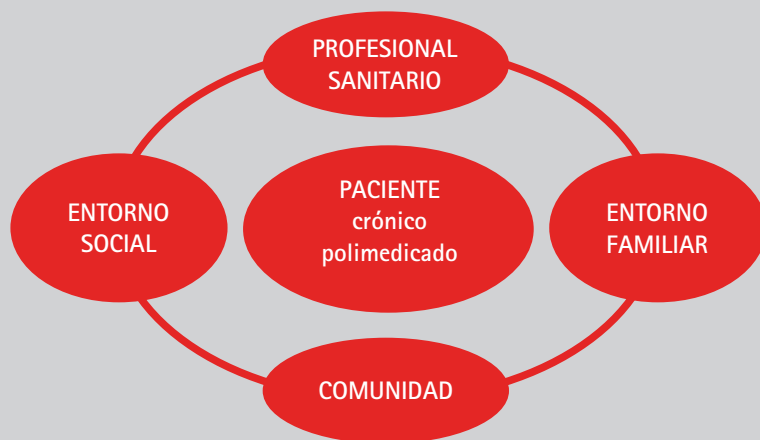 PROFESIONAL
SANITARIO
ENTORNO
SOCIAL
PACIENTE
crónico
polimedicado
ENTORNO
FAMILIAR
COMUNIDAD